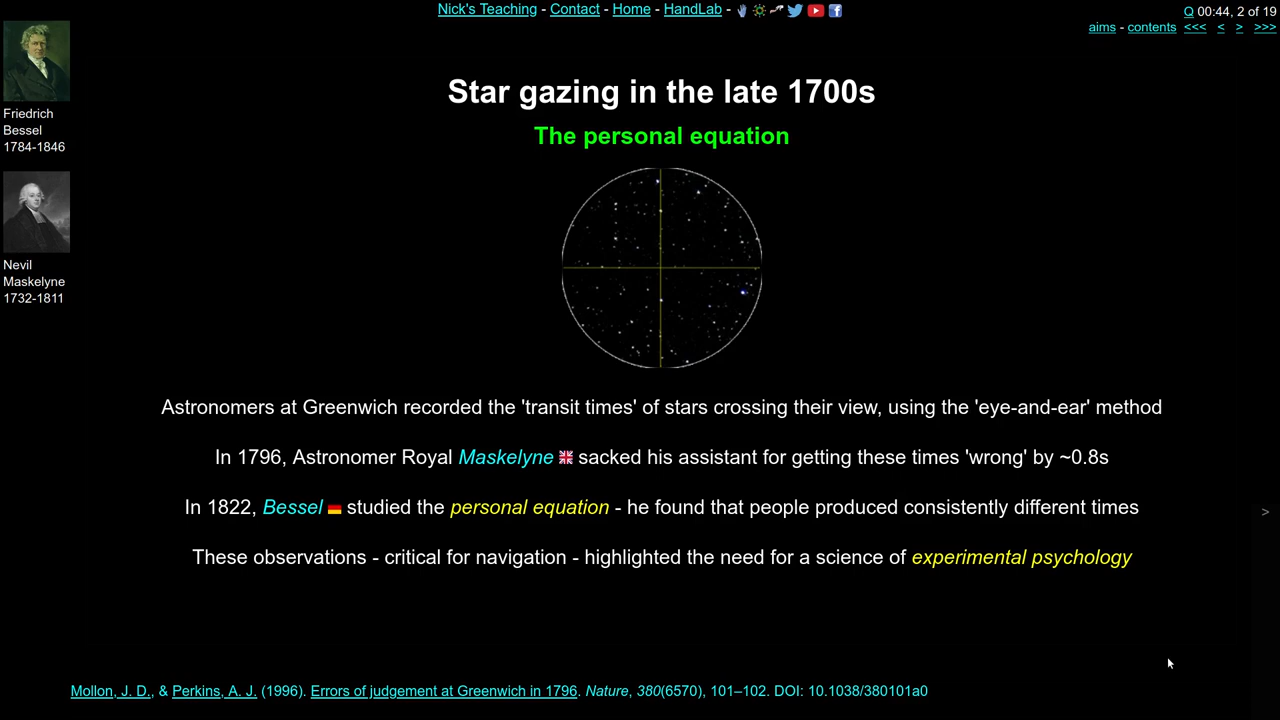 Nick's Teaching - Contact - Home - HandLab -
Q 00:44, 2 of 19
aims - contents <<< < > >>>
Friedrich
Bessel
1784-1846
Nevil
Maskelyne
1732-1811
Star gazing in the late 1700s
The personal equation
Astronomers at Greenwich recorded the 'transit times' of stars crossing their view, using the 'eye-and-ear' method
In 1796, Astronomer Royal Maskelyne sacked his assistant for getting these times 'wrong' by ~0.8s
In 1822, Bessel studied the personal equation - he found that people produced consistently different times
>
These observations - critical for navigation - highlighted the need for a science of experimental psychology
Mollon, J. D., & Perkins, A. J. (1996). Errors of judgement at Greenwich in 1796. Nature, 380(6570), 101–102. DOI: 10.1038/380101a0